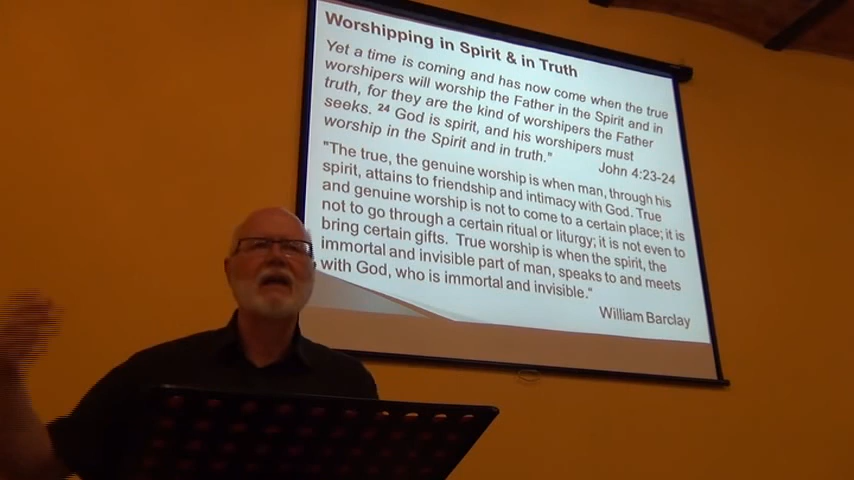 Worshipping in Spirit & in Truth
Yet a time is coming and has now come when the true
worshipers will worship the Father in the Spirit and in
truth, for they are the kind of worshipers the Father
seeks. 24 God is spirit, and his worshipers must
worship in the Spirit and in truth."
John 4:23-24
"The true, the genuine worship is when man, through his
spirit, attains to friendship and intimacy with God. True
and genuine worship is not to come to a certain place; it is
not to go through a certain ritual or liturgy; it is not even to
bring certain gifts. True worship is when the spirit, the
immortal and invisible part of man, speaks to and meets
with God, who is immortal and invisible."
William Barclay